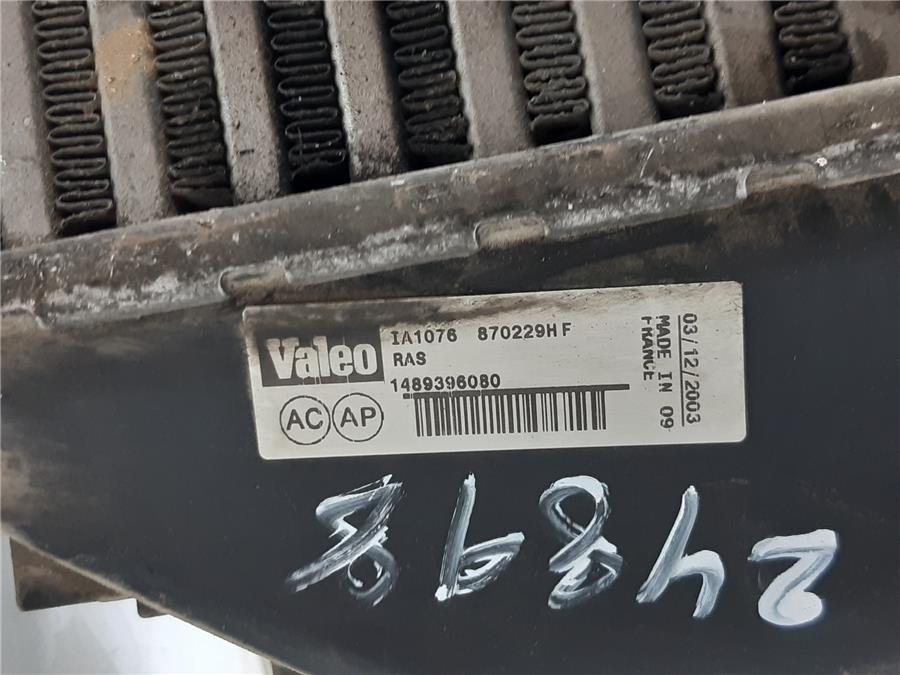 Valeo
IA1076 870229HF
RAS
1489396080
AC AP
03/12/2003
MADE IN 09
FRANCE
24898